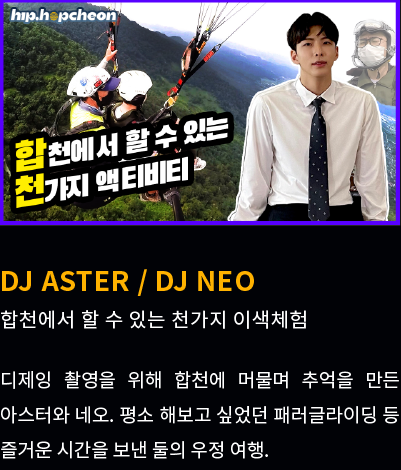 hip.hopcheon
합천에서 할 수 있는
천가지 액티비티
DJ ASTER / DJ NEO
합천에서 할 수 있는 천가지 이색체험
디제잉 촬영을 위해 합천에 머물며 추억을 만든
아스터와 네오. 평소 해보고 싶었던 패러글라이딩 등
즐거운 시간을 보낸 둘의 우정 여행.